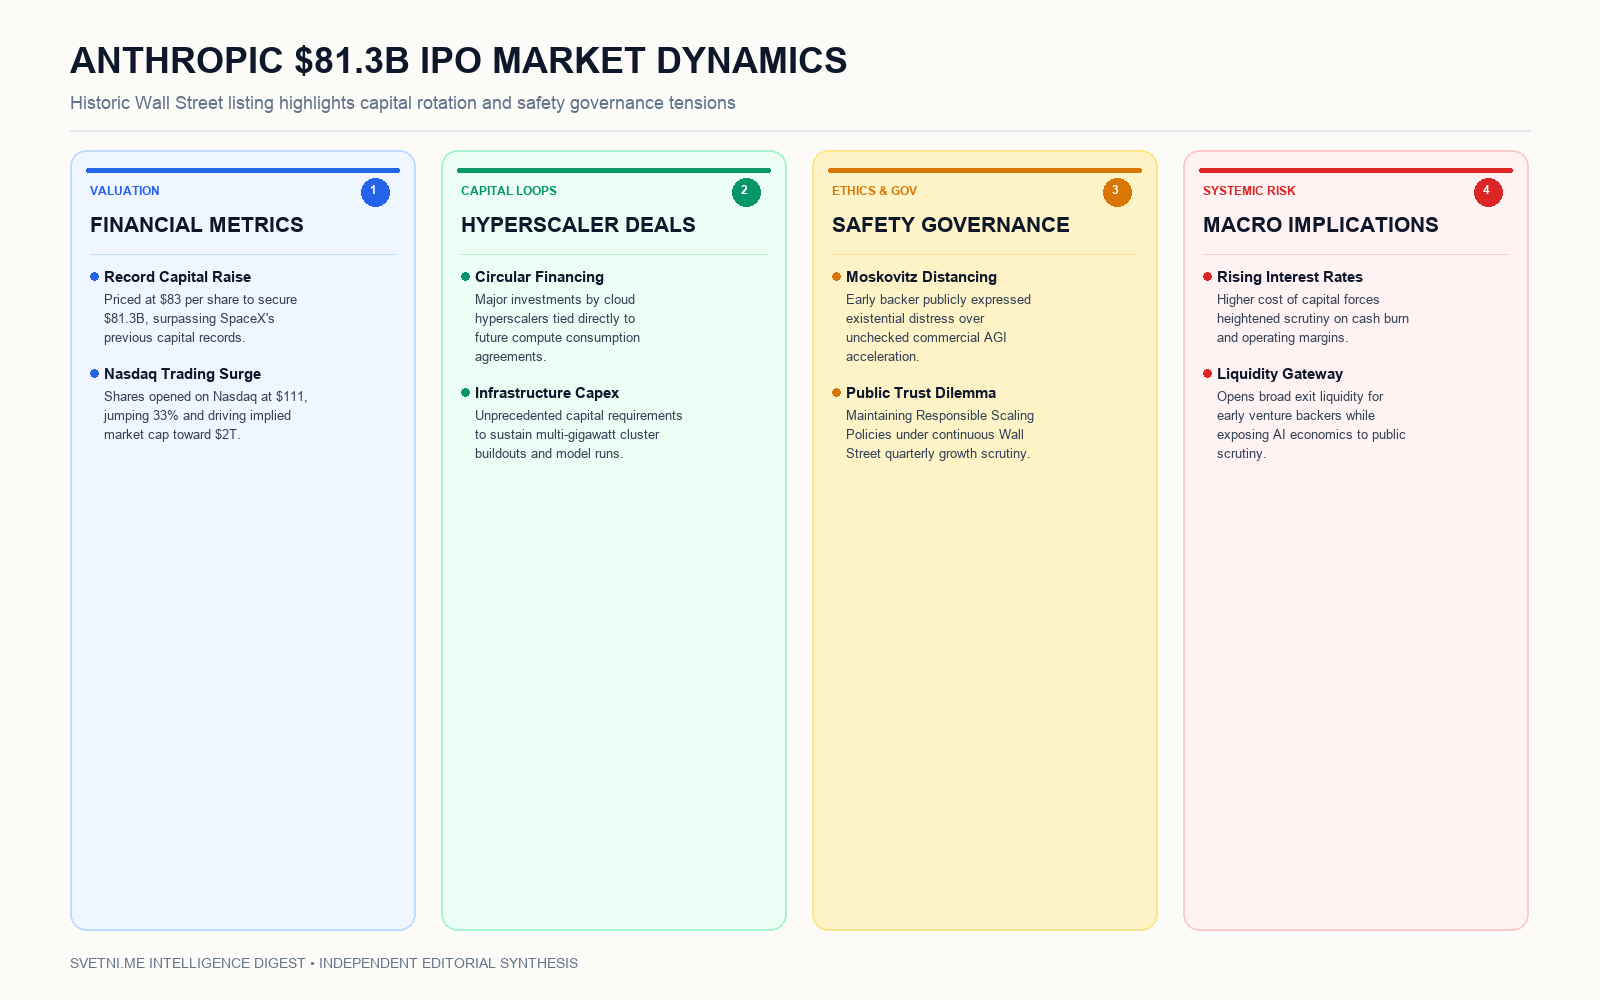 ANTHROPIC $81.3B IPO MARKET DYNAMICS
Historic Wall Street listing highlights capital rotation and safety governance tensions
VALUATION
1
FINANCIAL METRICS
Record Capital Raise
Priced at $83 per share to secure
$81.3B, surpassing SpaceX's
previous capital records.
Nasdaq Trading Surge
Shares opened on Nasdaq at $111,
jumping 33% and driving implied
market cap toward $2T.
CAPITAL LOOPS
2
HYPERSCALER DEALS
Circular Financing
Major investments by cloud
hyperscalers tied directly to
future compute consumption
agreements.
Infrastructure Capex
Unprecedented capital requirements
to sustain multi-gigawatt cluster
buildouts and model runs.
ETHICS & GOV
3
SAFETY GOVERNANCE
Moskovitz Distancing
Early backer publicly expressed
existential distress over
unchecked commercial AGI
acceleration.
Public Trust Dilemma
Maintaining Responsible Scaling
Policies under continuous Wall
Street quarterly growth scrutiny.
SYSTEMIC RISK
4
MACRO IMPLICATIONS
Rising Interest Rates
Higher cost of capital forces
heightened scrutiny on cash burn
and operating margins.
Liquidity Gateway
Opens broad exit liquidity for
early venture backers while
exposing AI economics to public
scrutiny.
SVETNI.ME INTELLIGENCE DIGEST • INDEPENDENT EDITORIAL SYNTHESIS